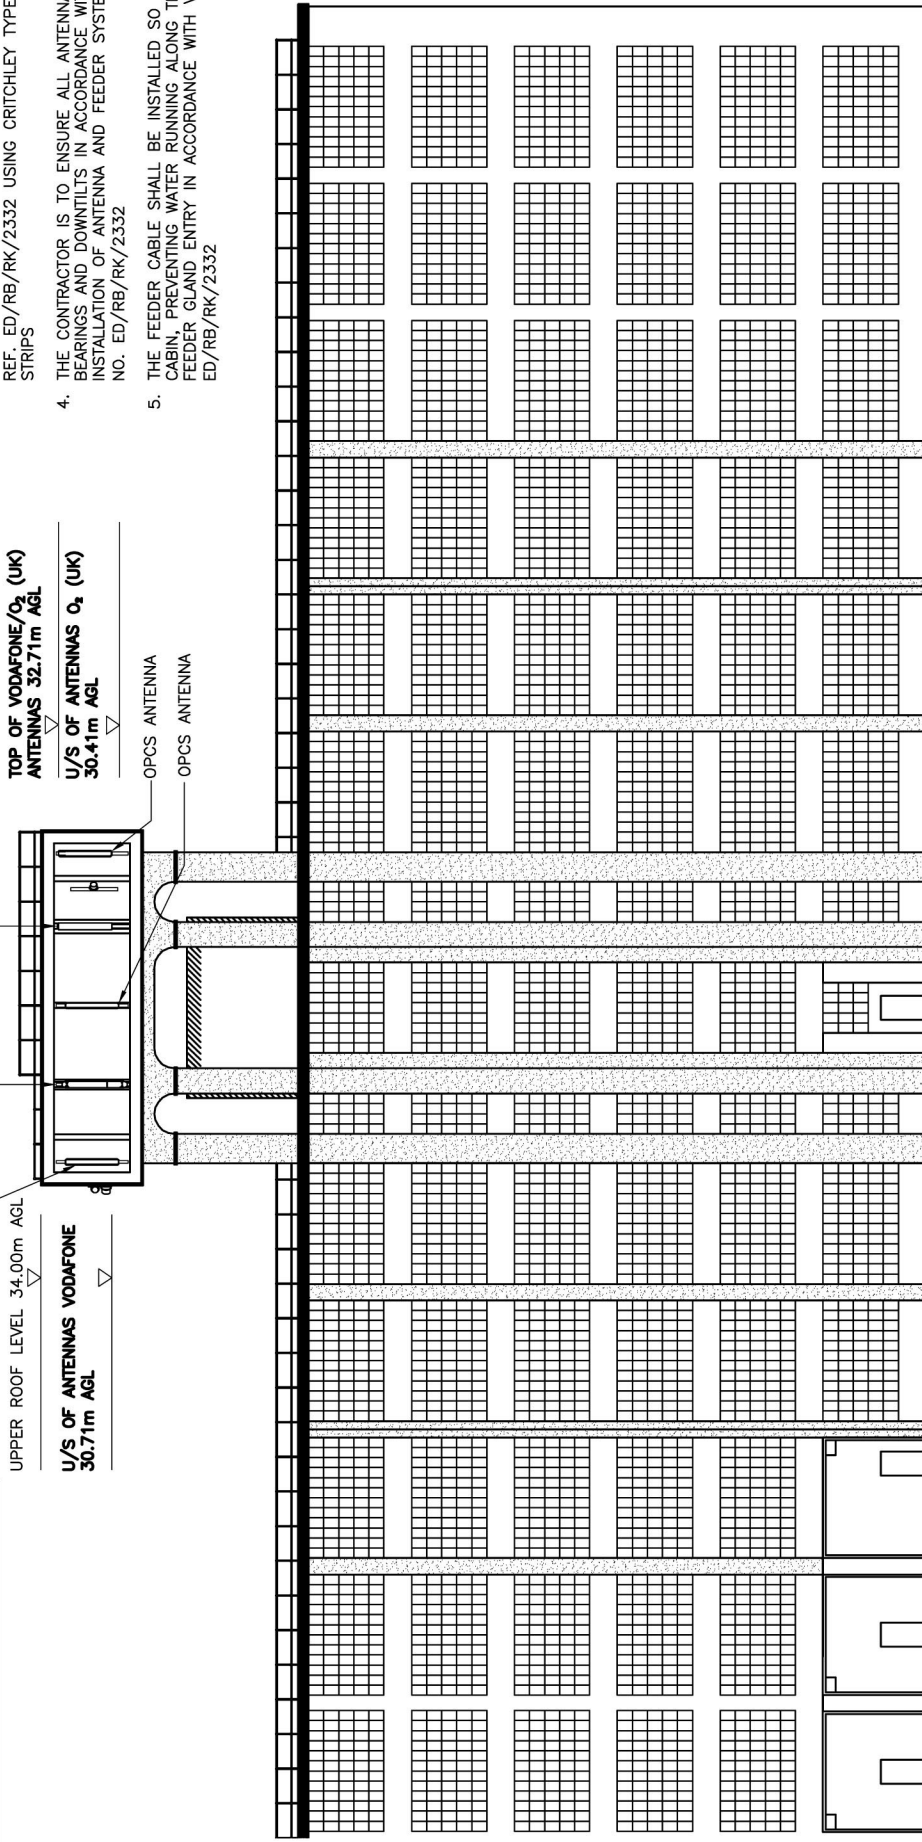 REF. ED/RB/RK/2332 USING CRITCHLEY TYPE
STRIPS
4. THE CONTRACTOR IS TO ENSURE ALL ANTENNA
BEARINGS AND DOWNTILTS IN ACCORDANCE WI
INSTALLATION OF ANTENNA AND FEEDER SYSTE
NO. ED/RB/RK/2332
5. THE FEEDER CABLE SHALL BE INSTALLED SO
CABIN, PREVENTING WATER RUNNING ALONG T
FEEDER GLAND ENTRY IN ACCORDANCE WITH V
ED/RB/RK/2332
TOP OF VODAFONE/O₂ (UK)
ANTENNAS 32.71m AGL
U/S OF ANTENNAS O₂ (UK)
30.41m AGL
OPCS ANTENNA
OPCS ANTENNA
UPPER ROOF LEVEL 34.00m AGL
U/S OF ANTENNAS VODAFONE
30.71m AGL